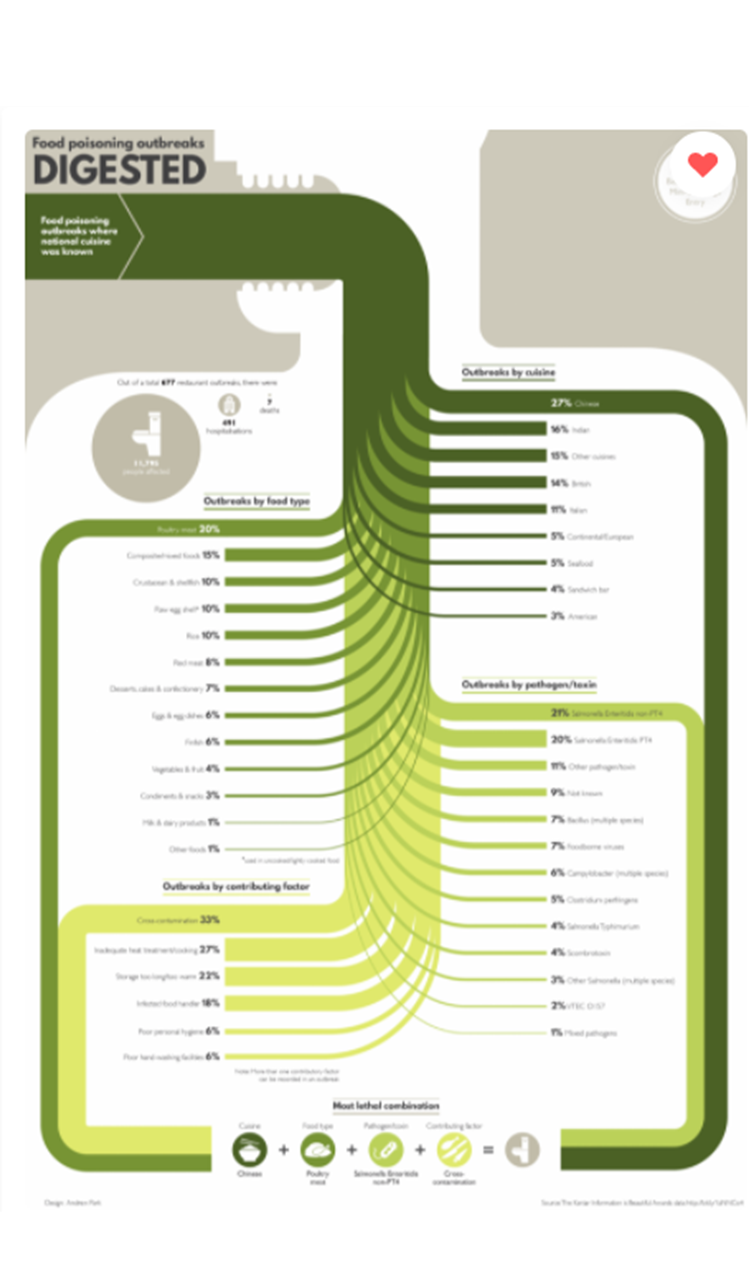 Food poisoning outbreaks
DIGESTED
Food poisoning
outbreaks where
national cuisine
was known
Out of a total 677 restaurant outbreaks, there were
11,795
people affected
491
hospitalisations
deaths
Outbreaks by cuisine
27% Chinese
16% Indian
15% Other cuisines
14% British
11% Italian
5% Continental European
5% Seafood
4% Sandwich bar
3% American
Outbreaks by food type
Poultry meat 20%
Composite/mixed foods 15%
Crustacean & shellfish 10%
Raw egg shell* 10%
Rice 10%
Red meat 8%
Desserts, cakes & confectionery 7%
Eggs & egg dishes 6%
Finfish 6%
Vegetables & fruit 4%
Condiments & snacks 3%
Milk & dairy products 1%
Other foods 1%
*used in uncooked/lightly cooked food
Outbreaks by pathogen/toxin
21% Salmonella Enteritidis non-PT4
20% Salmonella Enteritidis PT4
11% Other pathogen/toxin
9% Not known
7% Bacillus (multiple species)
7% Foodborne viruses
6% Campylobacter (multiple species)
5% Clostridium perfringens
4% Salmonella Typhimurium
4% Scombrotoxin
3% Other Salmonella (multiple species)
2% VTEC O157
1% Mixed pathogens
Outbreaks by contributing factor
Cross-contamination 33%
Inadequate heat treatment/cooking 27%
Storage too long/too warm 22%
Infected food handler 18%
Poor personal hygiene 6%
Poor hand-washing facilities 6%
Note: More than one contributory factor
can be recorded in an outbreak
Most lethal combination
Cuisine
Food type
Pathogen/toxin
Contributing factor
+ + + =
Chinese
Poultry
meat
Salmonella Enteritidis
non-PT4
Cross-
contamination
Design: Andrew Park
Source: The Kantar Information is Beautiful Awards data